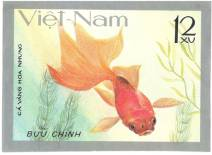 Việt-Nam
12
XU
CÁ VÀNG HOA NHUNG
BƯU CHÍNH